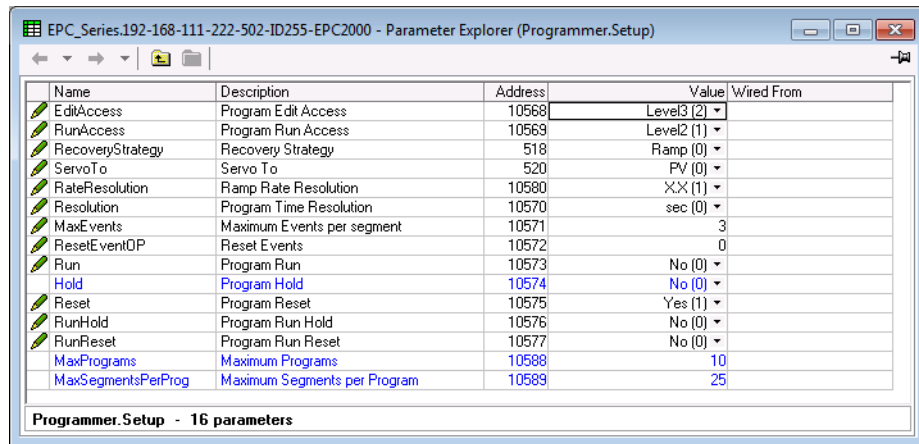 EPC_Series.192-168-111-222-502-ID255-EPC2000 - Parameter Explorer (Programmer.Setup)
Name Description Address Value Wired From
EditAccess Program Edit Access 10568 Level3 (2)
RunAccess Program Run Access 10569 Level2 (1)
RecoveryStrategy Recovery Strategy 518 Ramp (0)
ServoTo Servo To 520 PV (0)
RateResolution Ramp Rate Resolution 10580 X.X (1)
Resolution Program Time Resolution 10570 sec (0)
MaxEvents Maximum Events per segment 10571 3
ResetEventOP Reset Events 10572 0
Run Program Run 10573 No (0)
Hold Program Hold 10574 No (0)
Reset Program Reset 10575 Yes (1)
RunHold Program Run Hold 10576 No (0)
RunReset Program Run Reset 10577 No (0)
MaxPrograms Maximum Programs 10588 10
MaxSegmentsPerProg Maximum Segments per Program 10589 25
Programmer.Setup - 16 parameters